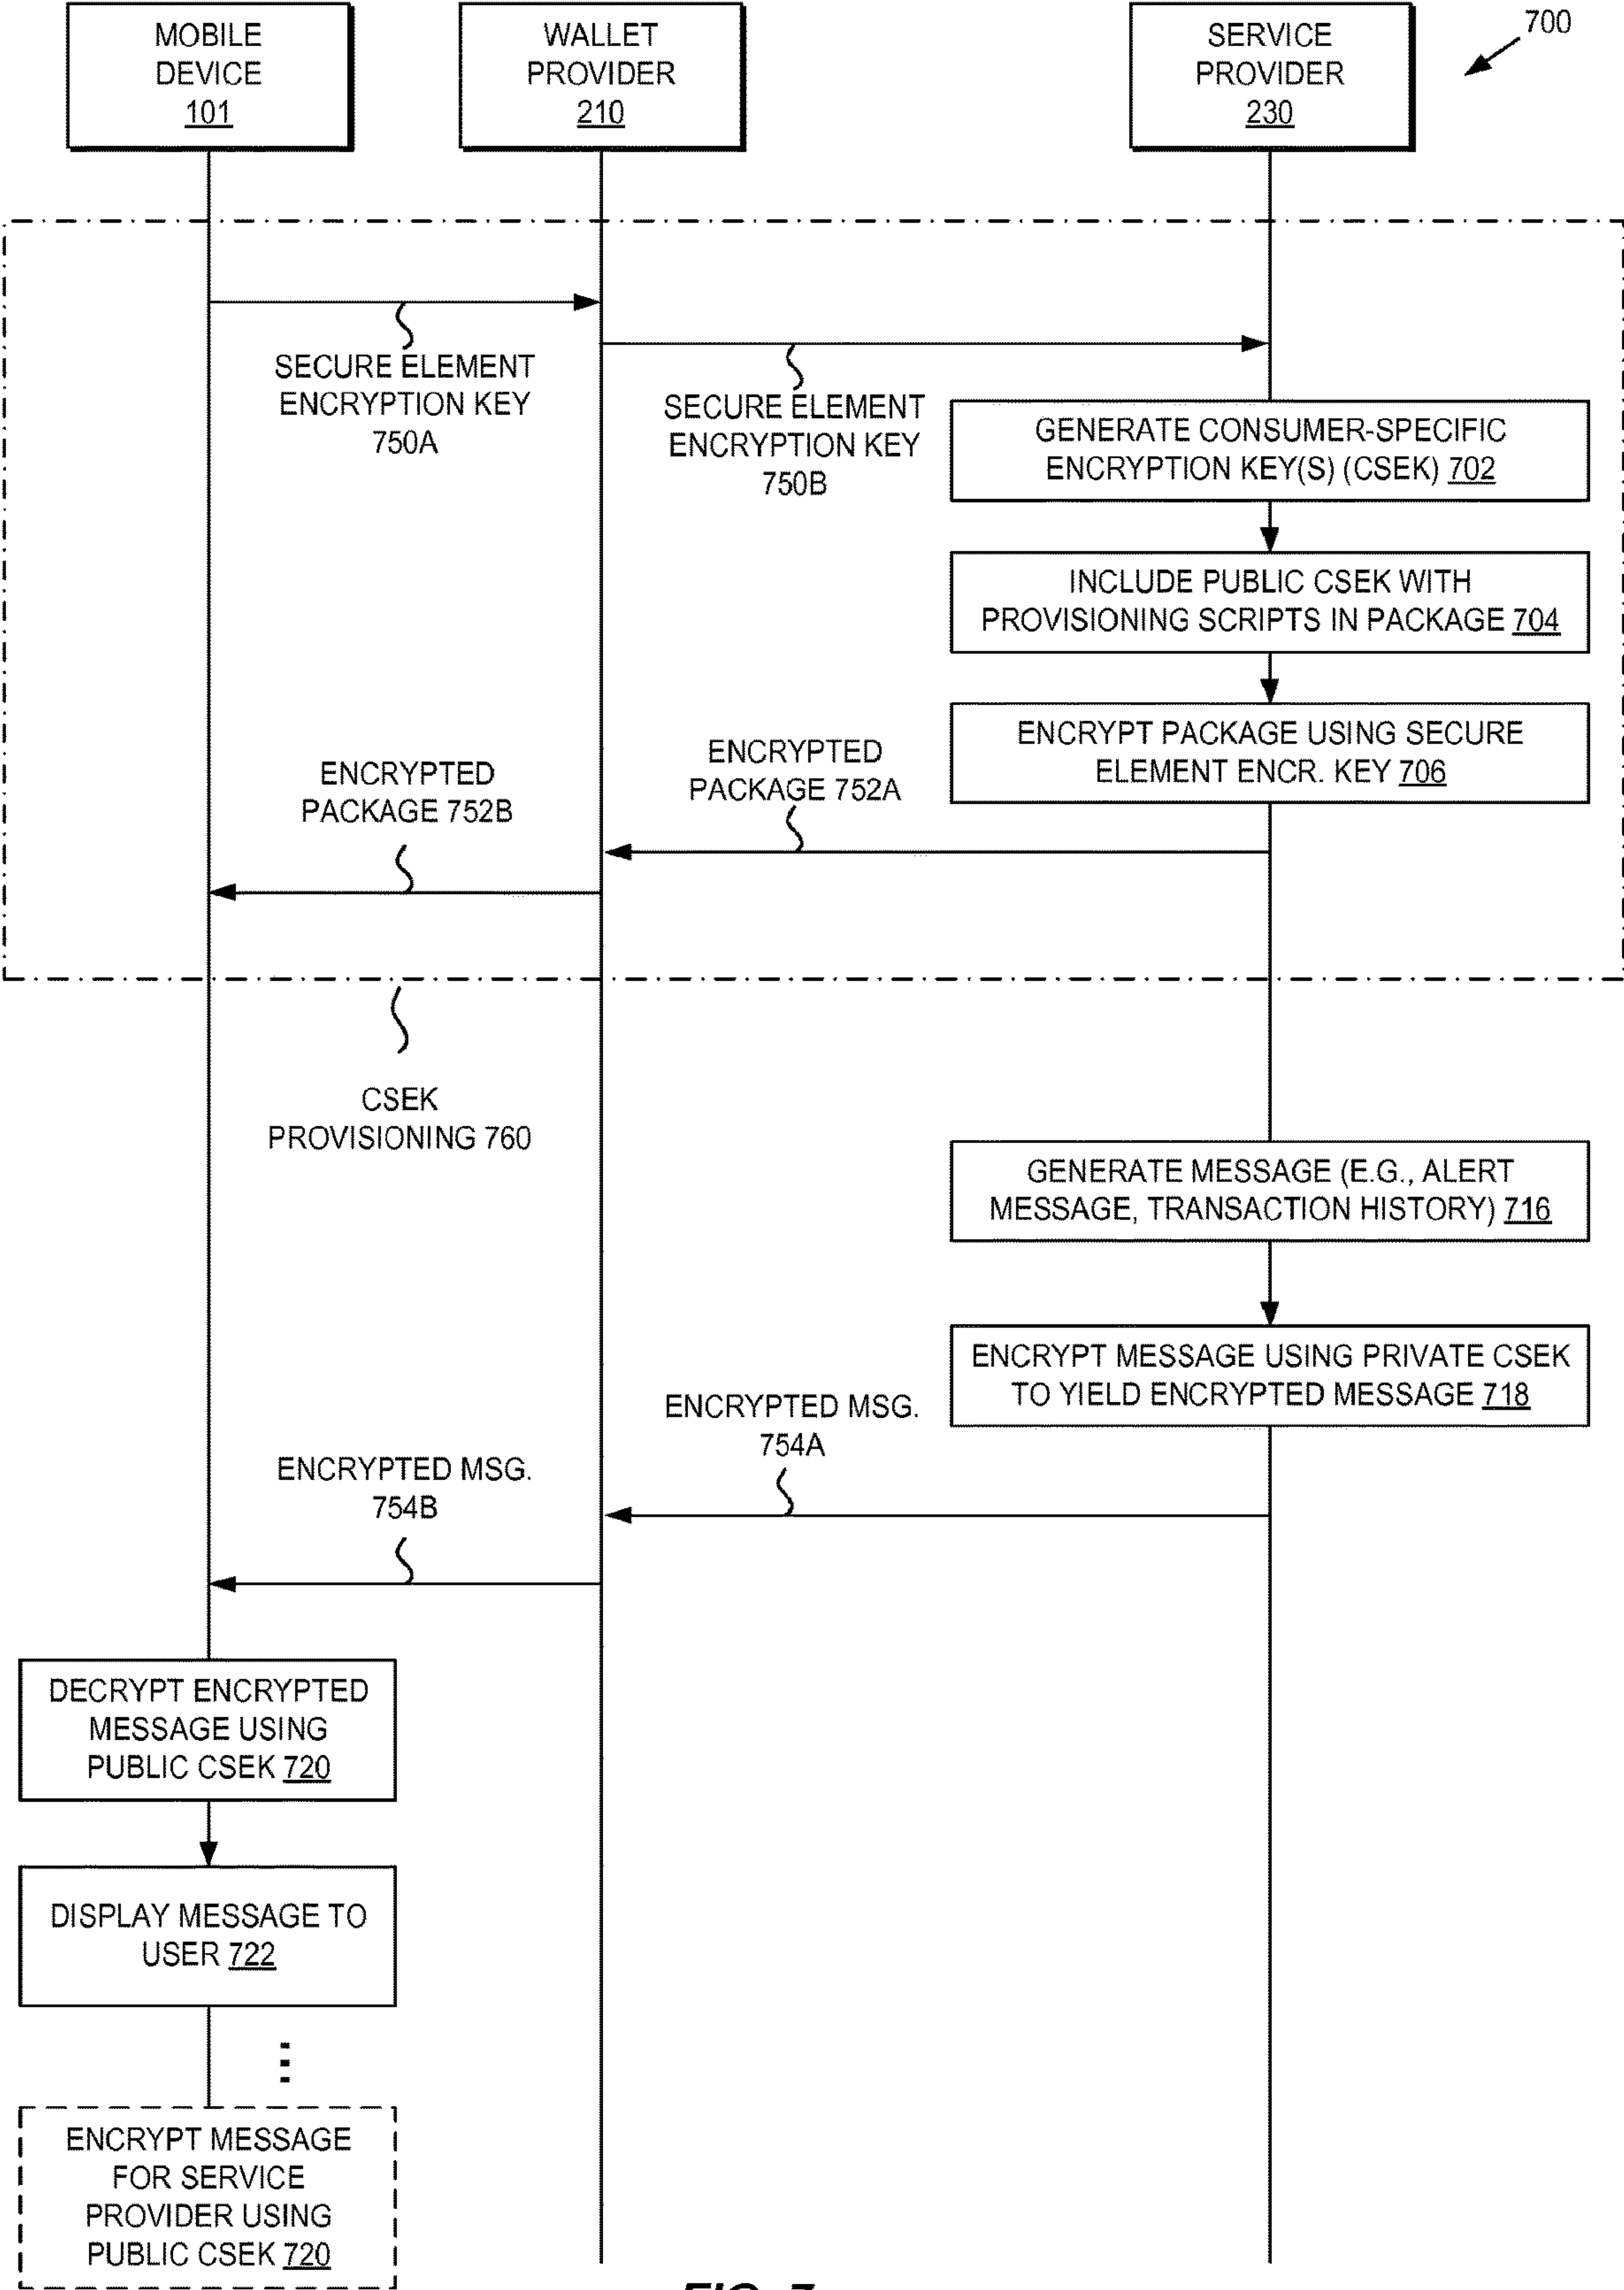 MOBILE
DEVICE
101
WALLET
PROVIDER
210
SERVICE
PROVIDER
230
700
SECURE ELEMENT
ENCRYPTION KEY
750A
SECURE ELEMENT
ENCRYPTION KEY
750B
GENERATE CONSUMER-SPECIFIC
ENCRYPTION KEY(S) (CSEK) 702
INCLUDE PUBLIC CSEK WITH
PROVISIONING SCRIPTS IN PACKAGE 704
ENCRYPT PACKAGE USING SECURE
ELEMENT ENCR. KEY 706
ENCRYPTED
PACKAGE 752A
ENCRYPTED
PACKAGE 752B
CSEK
PROVISIONING 760
GENERATE MESSAGE (E.G., ALERT
MESSAGE, TRANSACTION HISTORY) 716
ENCRYPT MESSAGE USING PRIVATE CSEK
TO YIELD ENCRYPTED MESSAGE 718
ENCRYPTED MSG.
754A
ENCRYPTED MSG.
754B
DECRYPT ENCRYPTED
MESSAGE USING
PUBLIC CSEK 720
DISPLAY MESSAGE TO
USER 722
ENCRYPT MESSAGE
FOR SERVICE
PROVIDER USING
PUBLIC CSEK 720